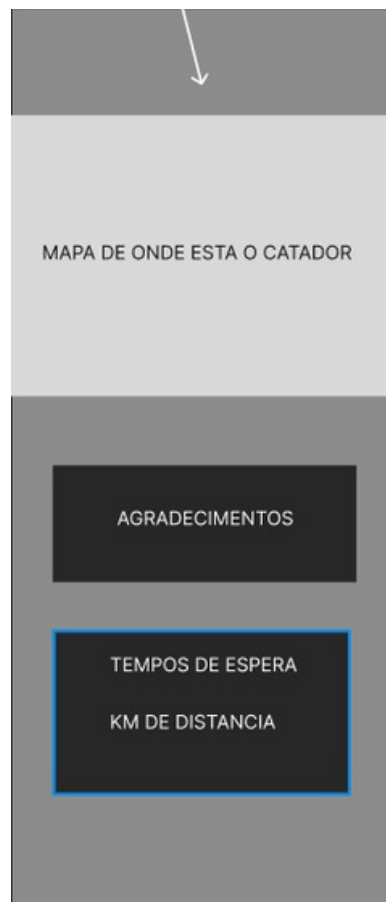 MAPA DE ONDE ESTA O CATADOR
AGRADECIMENTOS
TEMPOS DE ESPERA
KM DE DISTANCIA